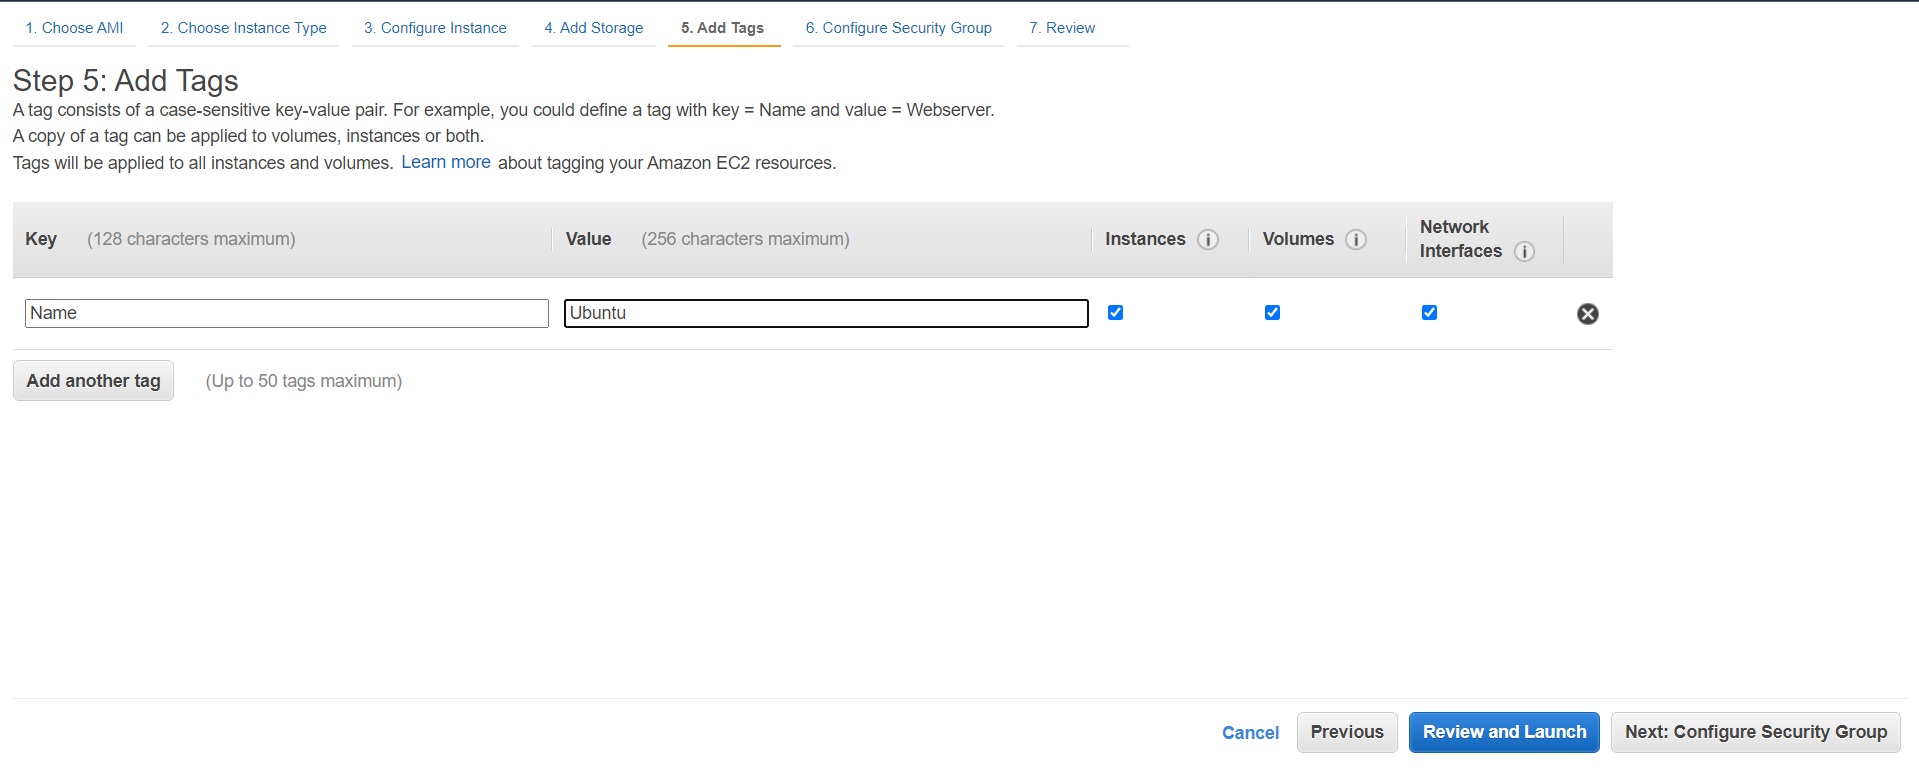 1. Choose AMI 2. Choose Instance Type 3. Configure Instance 4. Add Storage 5. Add Tags 6. Configure Security Group 7. Review
Step 5: Add Tags
A tag consists of a case-sensitive key-value pair. For example, you could define a tag with key = Name and value = Webserver.
A copy of a tag can be applied to volumes, instances or both.
Tags will be applied to all instances and volumes. Learn more about tagging your Amazon EC2 resources.
Key (128 characters maximum) Value (256 characters maximum) Instances i Volumes i Network
Interfaces i
Name Ubuntu
Add another tag (Up to 50 tags maximum)
Cancel Previous Review and Launch Next: Configure Security Group